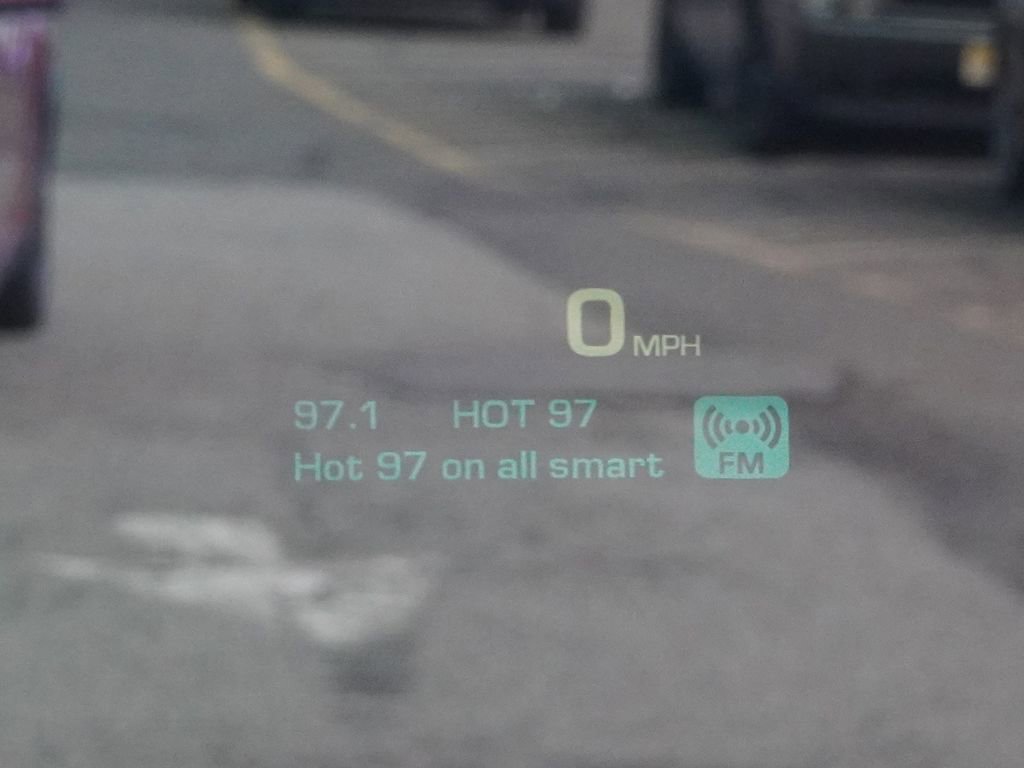 0 MPH
97.1 HOT 97
Hot 97 on all smart
FM